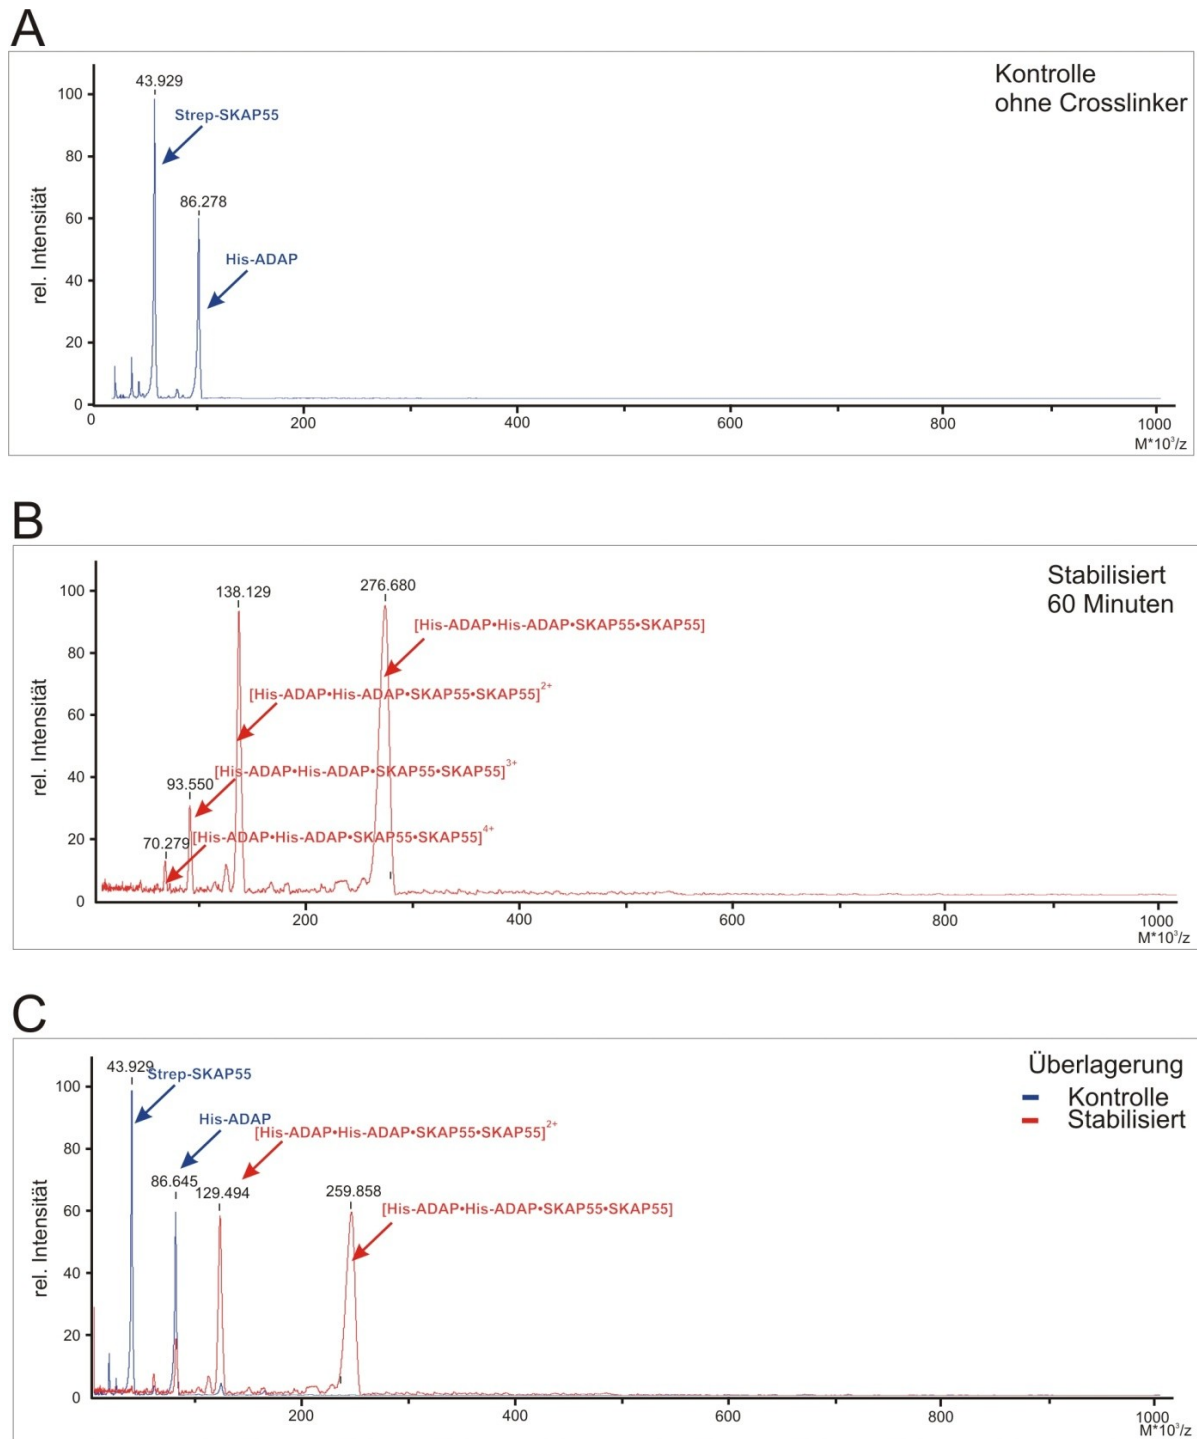 A
Kontrolle
ohne Crosslinker
43.929
Strep-SKAP55
86.278
His-ADAP
rel. Intensität
100
80
60
40
20
0
0
200
400
600
800
1000
M*10³/z
B
Stabilisiert
60 Minuten
138.129
276.680
[His-ADAP•His-ADAP•SKAP55•SKAP55]
[His-ADAP•His-ADAP•SKAP55•SKAP55]²⁺
93.550
[His-ADAP•His-ADAP•SKAP55•SKAP55]³⁺
70.279
[His-ADAP•His-ADAP•SKAP55•SKAP55]⁴⁺
rel. Intensität
100
80
60
40
20
0
200
400
600
800
1000
M*10³/z
C
Überlagerung
Kontrolle
Stabilisiert
43.929
Strep-SKAP55
His-ADAP
[His-ADAP•His-ADAP•SKAP55•SKAP55]²⁺
86.645
129.494
259.858
[His-ADAP•His-ADAP•SKAP55•SKAP55]
rel. Intensität
100
80
60
40
20
0
200
400
600
800
1000
M*10³/z